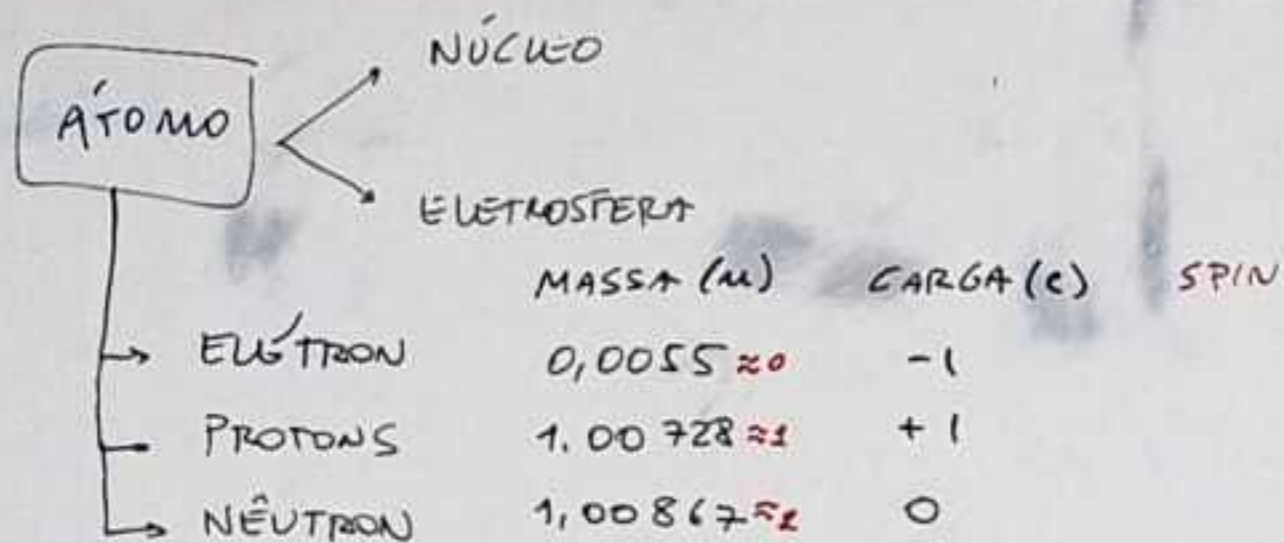 NÚCLEO
ÁTOMO
ELETROSFERA
MASSA (u) CARGA (e) SPIN
ELÉTRON 0,0055 ≈0 -1
PROTONS 1.00728 ≈1 +1
NÊUTRON 1,00867 ≈1 0